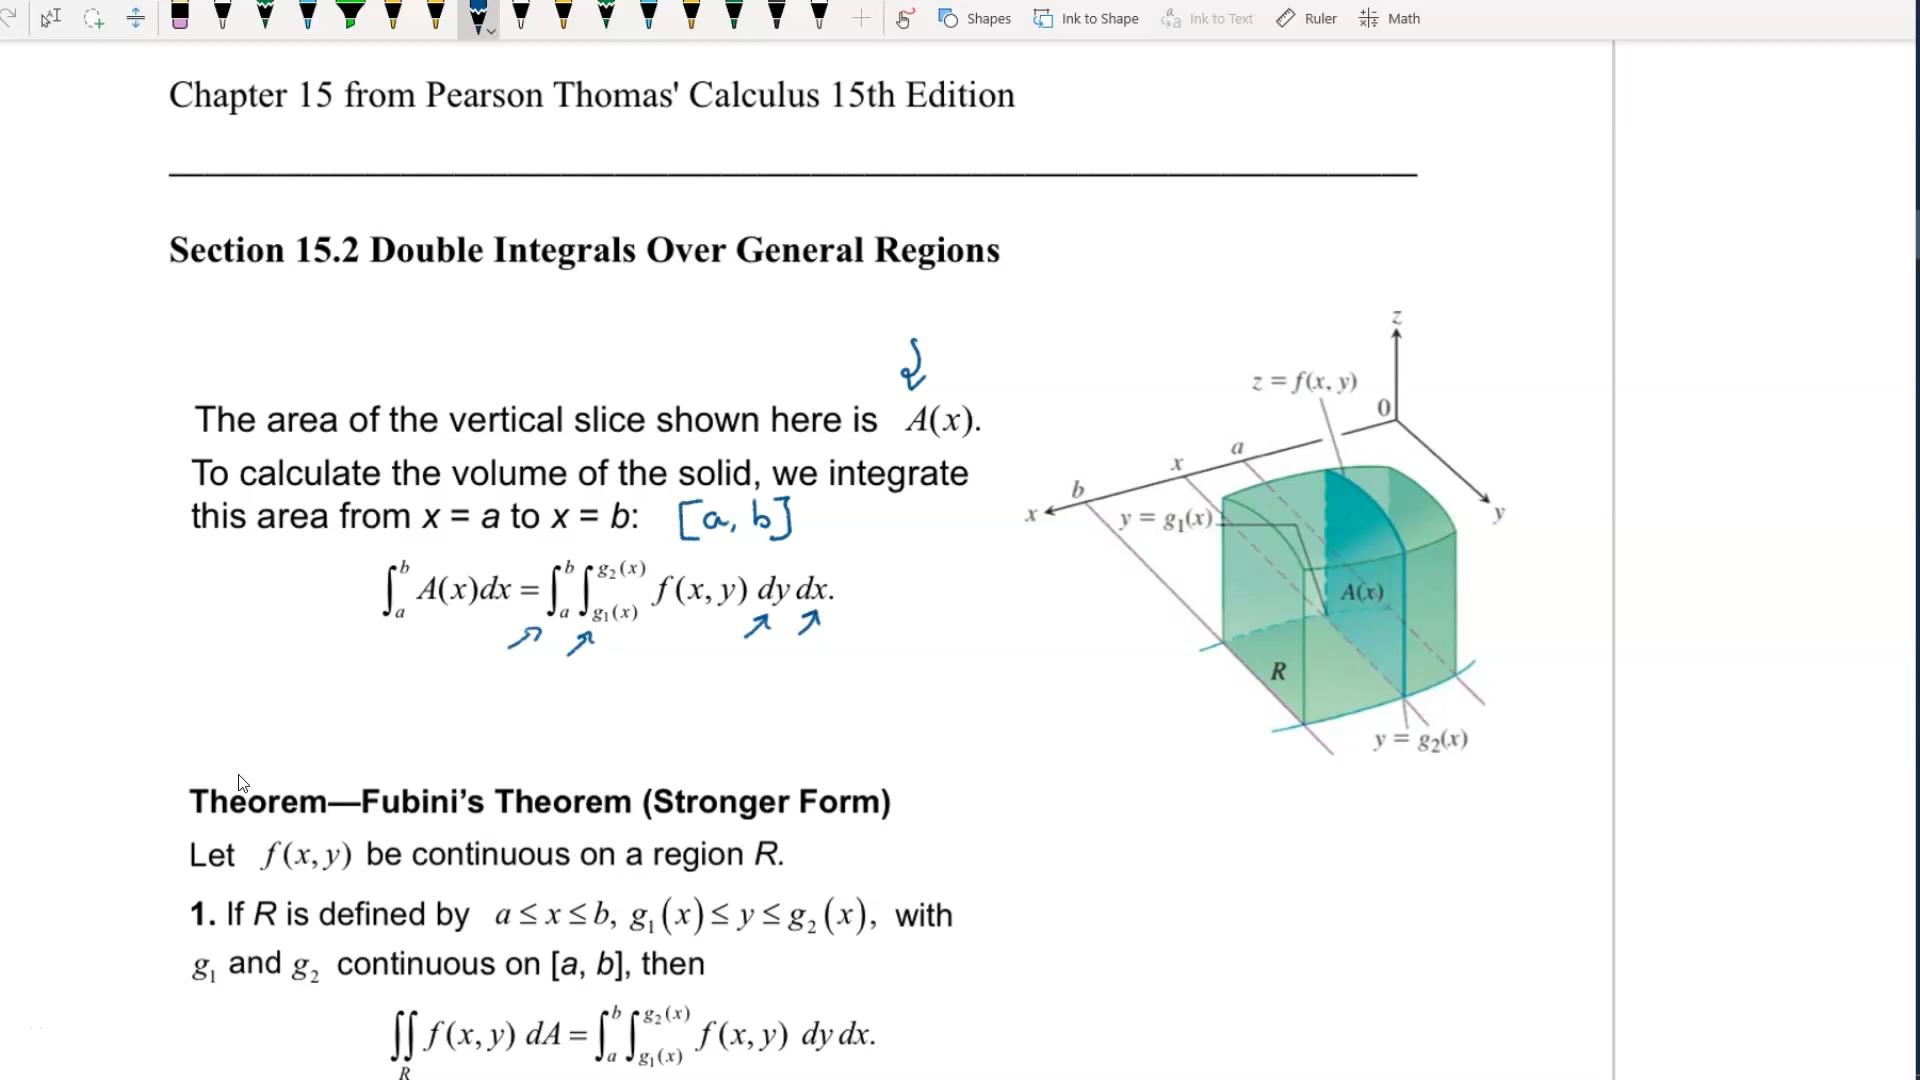 Shapes Ink to Shape Ink to Text Ruler Math
Chapter 15 from Pearson Thomas' Calculus 15th Edition
Section 15.2 Double Integrals Over General Regions
The area of the vertical slice shown here is A(x).
To calculate the volume of the solid, we integrate
this area from x = a to x = b: [a, b]
∫_a^b A(x)dx = ∫_a^b ∫_{g₁(x)}^{g₂(x)} f(x, y) dy dx.
z
z = f(x, y)
0
a
x
b
x
y = g₁(x)
y
A(x)
R
y = g₂(x)
Theorem—Fubini’s Theorem (Stronger Form)
Let f(x, y) be continuous on a region R.
1. If R is defined by a ≤ x ≤ b, g₁(x) ≤ y ≤ g₂(x), with
g₁ and g₂ continuous on [a, b], then
∬_R f(x, y) dA = ∫_a^b ∫_{g₁(x)}^{g₂(x)} f(x, y) dy dx.